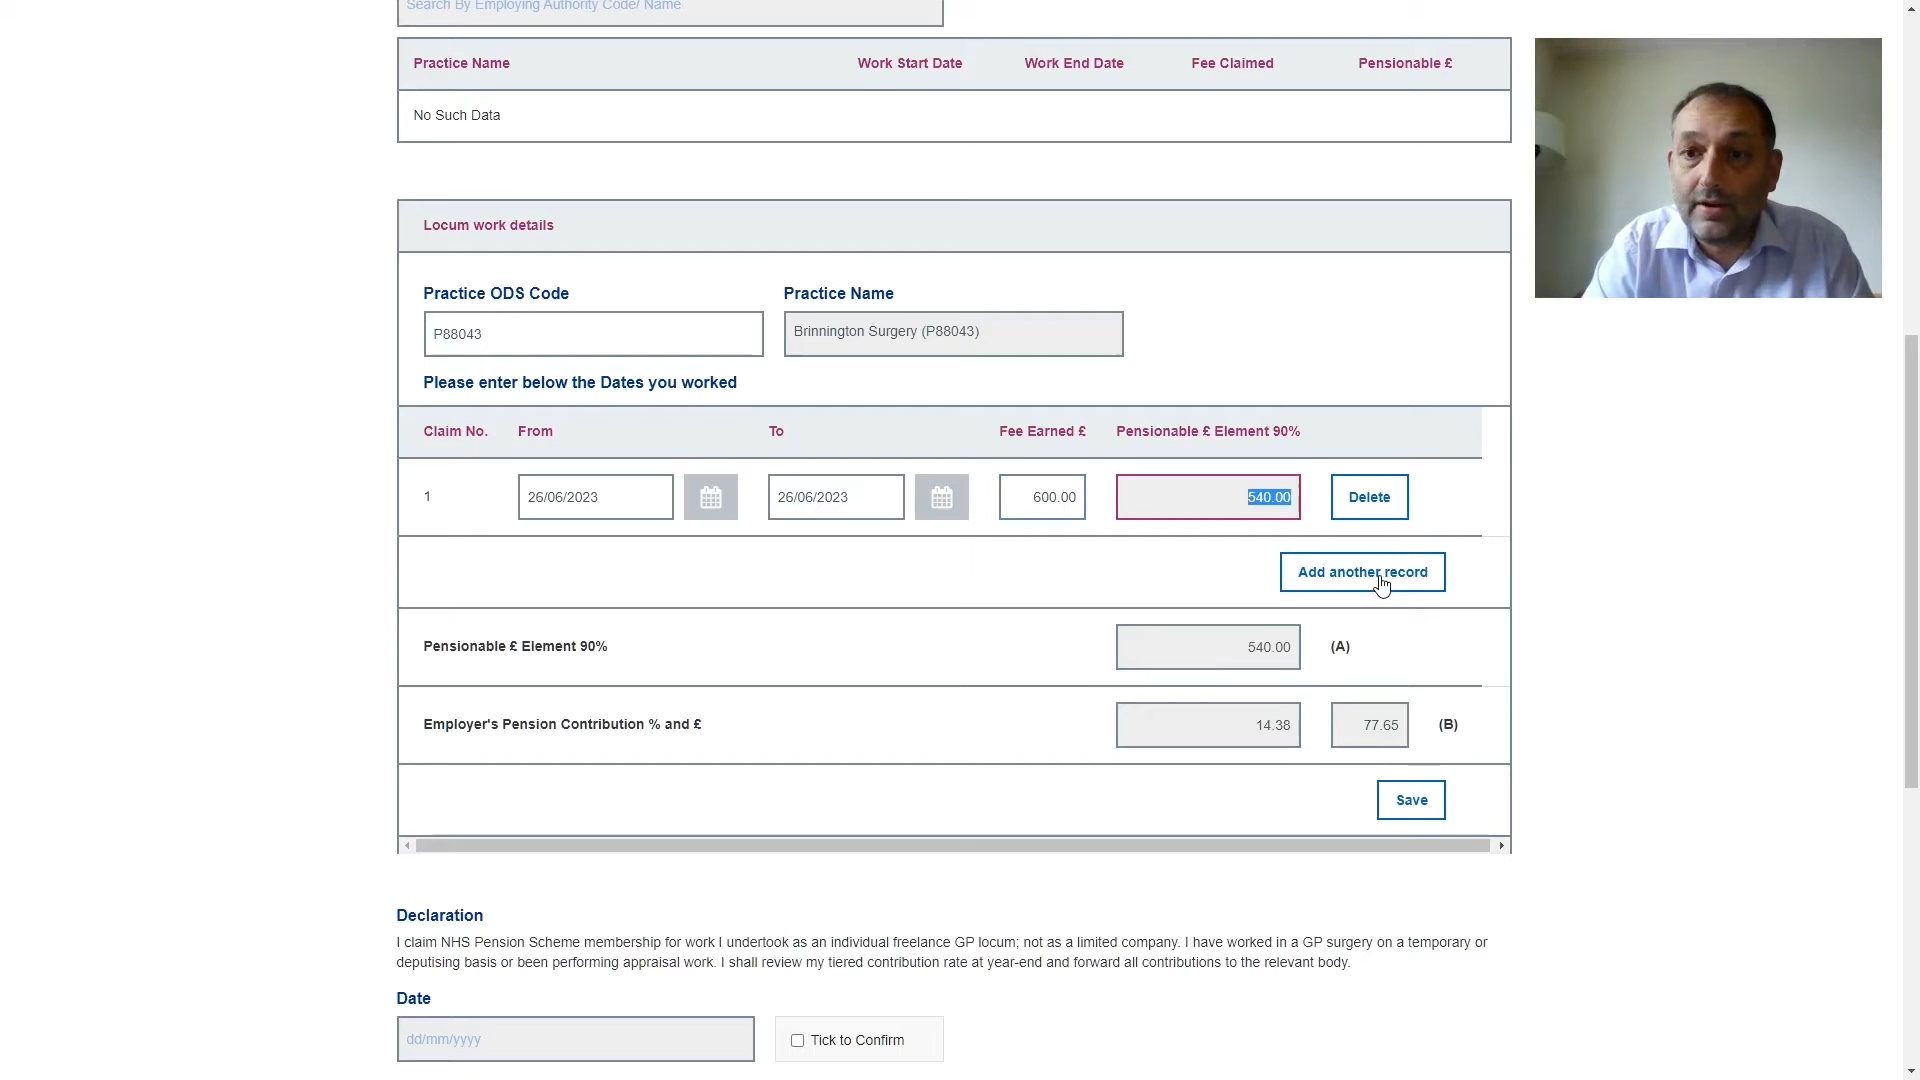 Search By Employing Authority Code/ Name
Practice Name Work Start Date Work End Date Fee Claimed Pensionable £
No Such Data
Locum work details
Practice ODS Code Practice Name
P88043 Brinnington Surgery (P88043)
Please enter below the Dates you worked
Claim No. From To Fee Earned £ Pensionable £ Element 90%
1 26/06/2023 26/06/2023 600.00 540.00 Delete
Add another record
Pensionable £ Element 90% 540.00 (A)
Employer's Pension Contribution % and £ 14.38 77.65 (B)
Save
Declaration
I claim NHS Pension Scheme membership for work I undertook as an individual freelance GP locum; not as a limited company. I have worked in a GP surgery on a temporary or
deputising basis or been performing appraisal work. I shall review my tiered contribution rate at year-end and forward all contributions to the relevant body.
Date
dd/mm/yyyy Tick to Confirm